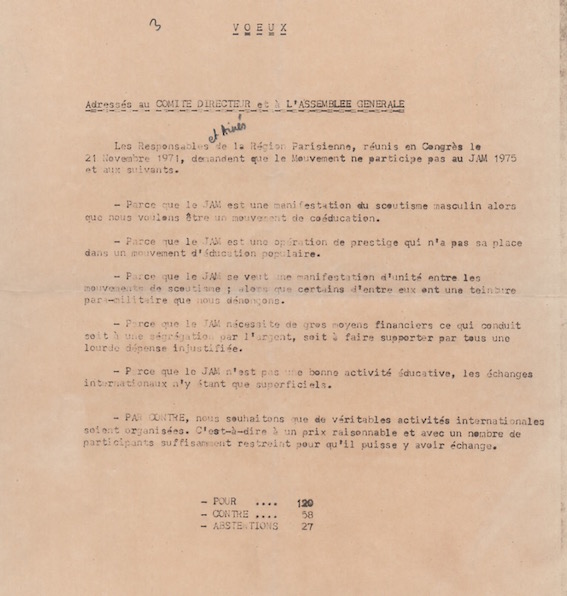 3
VOEUX
Adressés au COMITE DIRECTEUR et à L'ASSEMBLEE GENERALE
et Aînés
Les Responsables de la Région Parisienne, réunis en Congrès le
21 Novembre 1971, demandent que le Mouvement ne participe pas au JAM 1975
et aux suivants.
- Parce que le JAM est une manifestation du scoutisme masculin alors
que nous voulons être un mouvement de coéducation.
- Parce que le JAM est une opération de prestige qui n'a pas sa place
dans un mouvement d'éducation populaire.
- Parce que le JAM se veut une manifestation d'unité entre les
mouvements de scoutisme ; alors que certains d'entre eux ont une teinture
para-militaire que nous dénonçons.
- Parce que le JAM nécessite de gros moyens financiers ce qui conduit
soit à une ségrégation par l'argent, soit à faire supporter par tous une
lourde dépense injustifiée.
- Parce que le JAM n'est pas une bonne activité éducative, les échanges
internationaux n'y étant que superficiels.
- PAR CONTRE, nous souhaitons que de véritables activités internationales
soient organisées. C'est-à-dire à un prix raisonnable et avec un nombre de
participants suffisamment restreint pour qu'il puisse y avoir échange.
- POUR .... 120
- CONTRE .... 58
- ABSTENTIONS 27